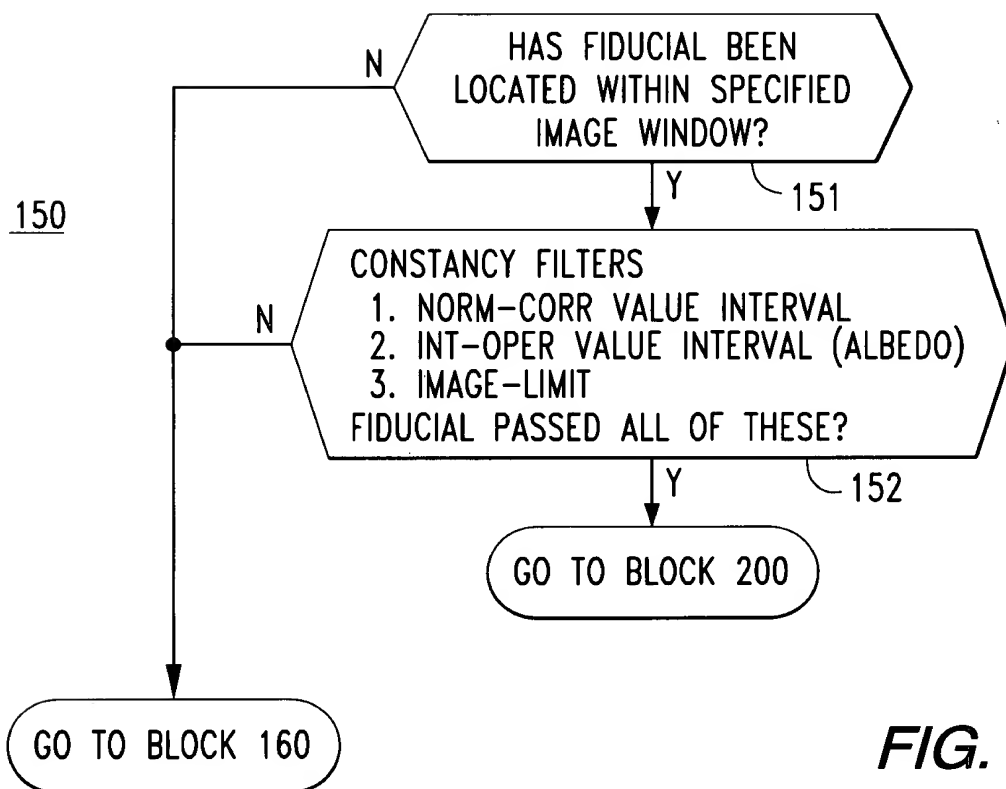 HAS FIDUCIAL BEEN
LOCATED WITHIN SPECIFIED
IMAGE WINDOW?
N
Y
151
150
CONSTANCY FILTERS
1. NORM-CORR VALUE INTERVAL
2. INT-OPER VALUE INTERVAL (ALBEDO)
3. IMAGE-LIMIT
FIDUCIAL PASSED ALL OF THESE?
N
Y
152
GO TO BLOCK 200
GO TO BLOCK 160
FIG.